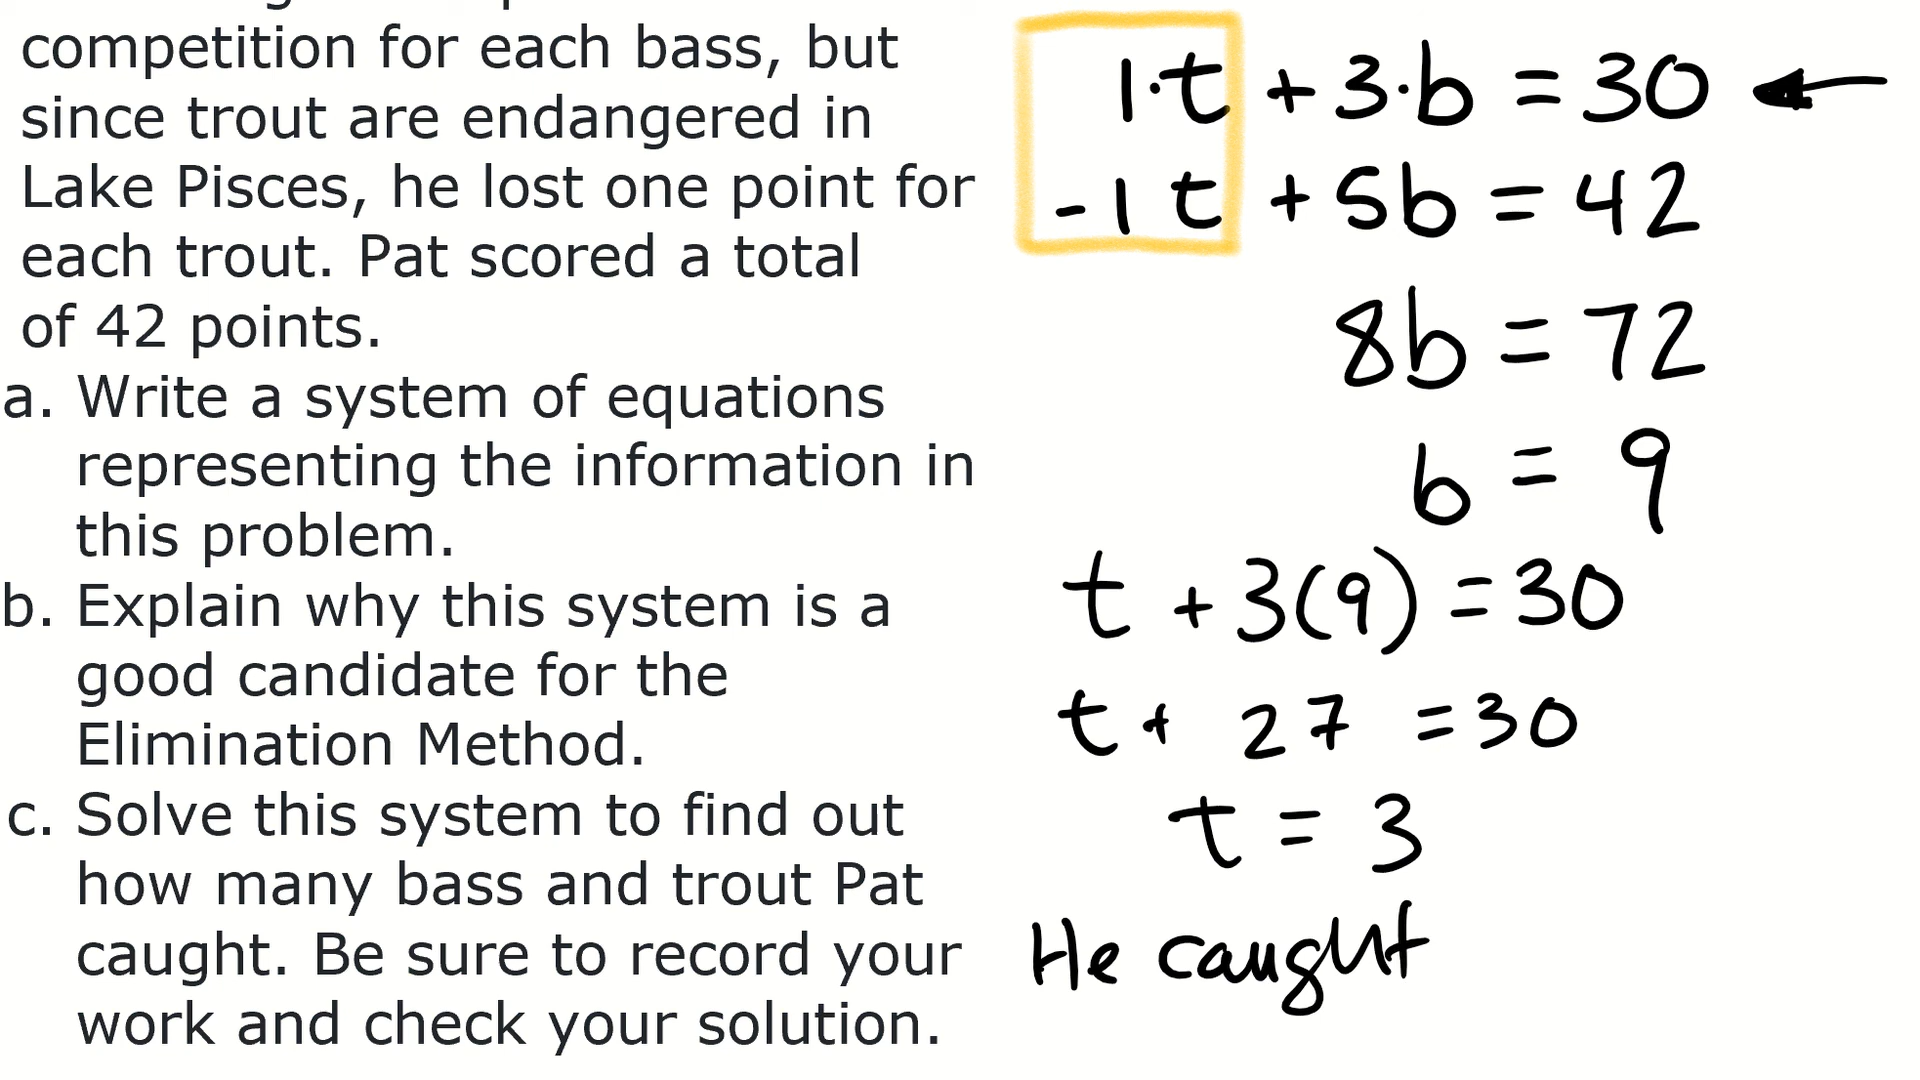 competition for each bass, but
since trout are endangered in
Lake Pisces, he lost one point for
each trout. Pat scored a total
of 42 points.
a. Write a system of equations
representing the information in
this problem.
b. Explain why this system is a
good candidate for the
Elimination Method.
c. Solve this system to find out
how many bass and trout Pat
caught. Be sure to record your
work and check your solution.
1·t + 3·b = 30
-1t + 5b = 42
8b = 72
b = 9
t + 3(9) = 30
t + 27 = 30
t = 3
He caught